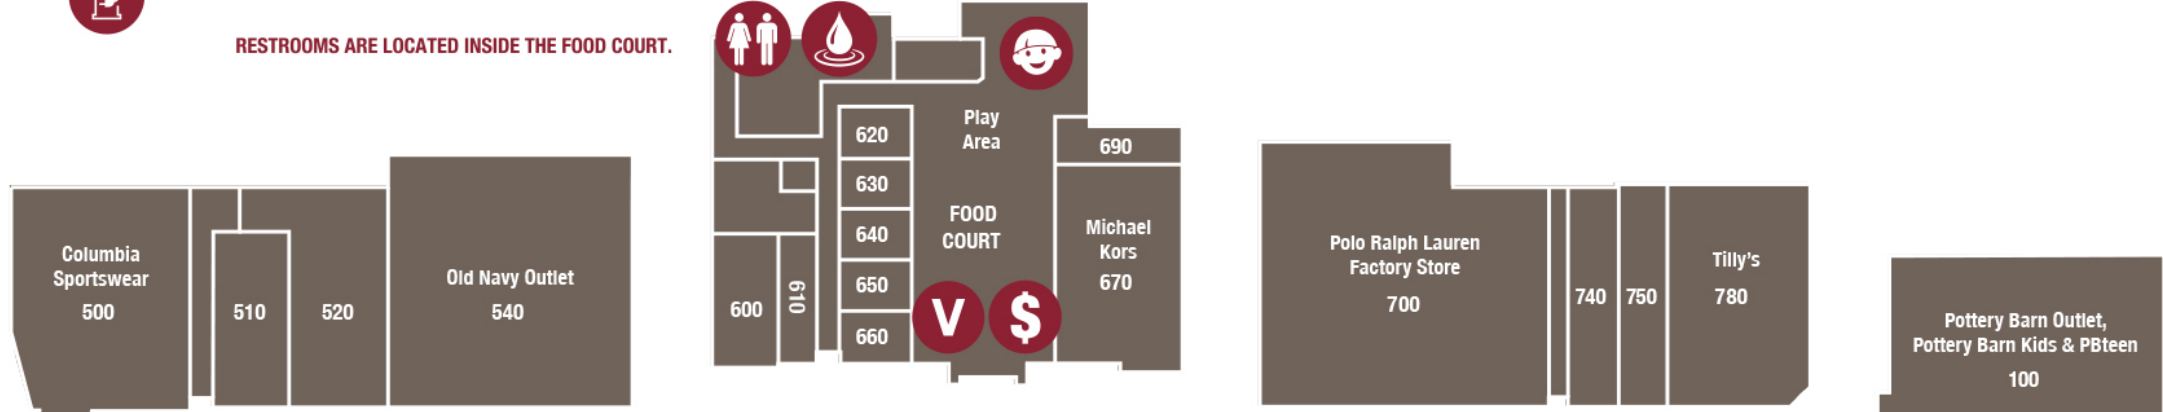 RESTROOMS ARE LOCATED INSIDE THE FOOD COURT.
Columbia
Sportswear
500
510
520
Old Navy Outlet
540
600
610
620
630
640
650
660
Play
Area
FOOD
COURT
V
$
690
Michael
Kors
670
Polo Ralph Lauren
Factory Store
700
740
750
Tilly's
780
Pottery Barn Outlet,
Pottery Barn Kids & PBteen
100